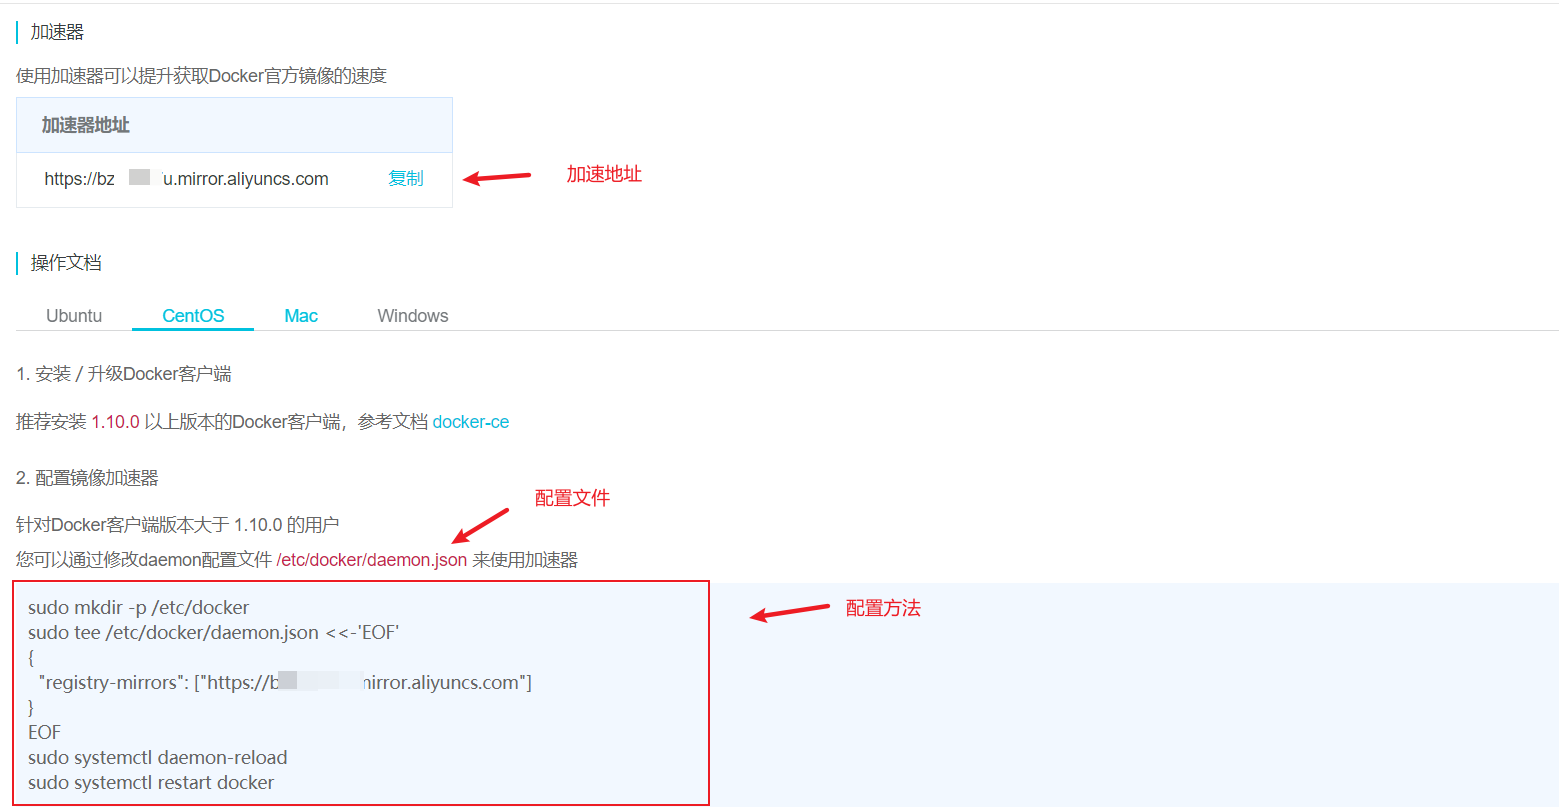 加速器
使用加速器可以提升获取Docker官方镜像的速度
加速器地址
https://bz u.mirror.aliyuncs.com 复制 加速地址
操作文档
Ubuntu CentOS Mac Windows
1. 安装 / 升级Docker客户端
推荐安装 1.10.0 以上版本的Docker客户端，参考文档 docker-ce
2. 配置镜像加速器
配置文件
针对Docker客户端版本大于 1.10.0 的用户
您可以通过修改daemon配置文件 /etc/docker/daemon.json 来使用加速器
配置方法
sudo mkdir -p /etc/docker
sudo tee /etc/docker/daemon.json <<-'EOF'
{
"registry-mirrors": ["https://b mirror.aliyuncs.com"]
}
EOF
sudo systemctl daemon-reload
sudo systemctl restart docker